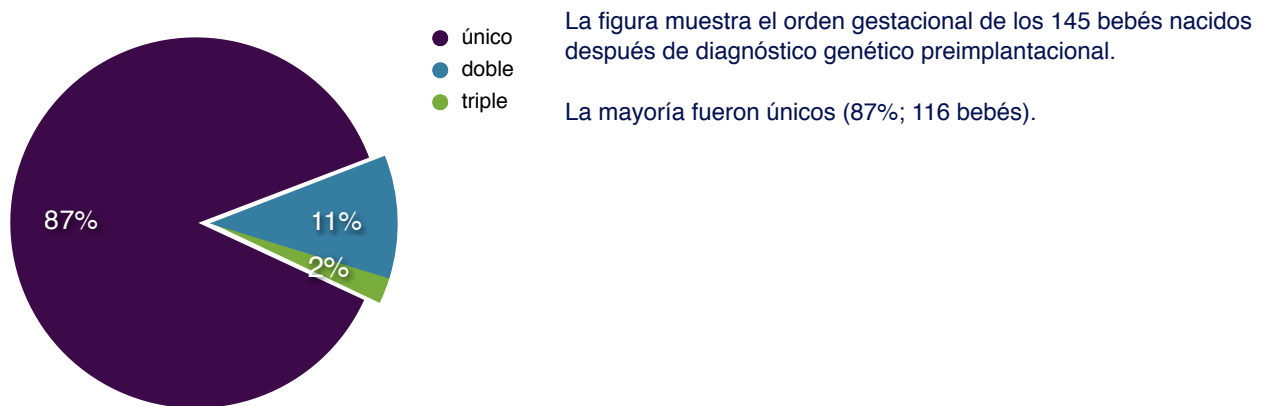 único
doble
triple
87%
11%
2%
La figura muestra el orden gestacional de los 145 bebés nacidos
después de diagnóstico genético preimplantacional.
La mayoría fueron únicos (87%; 116 bebés).